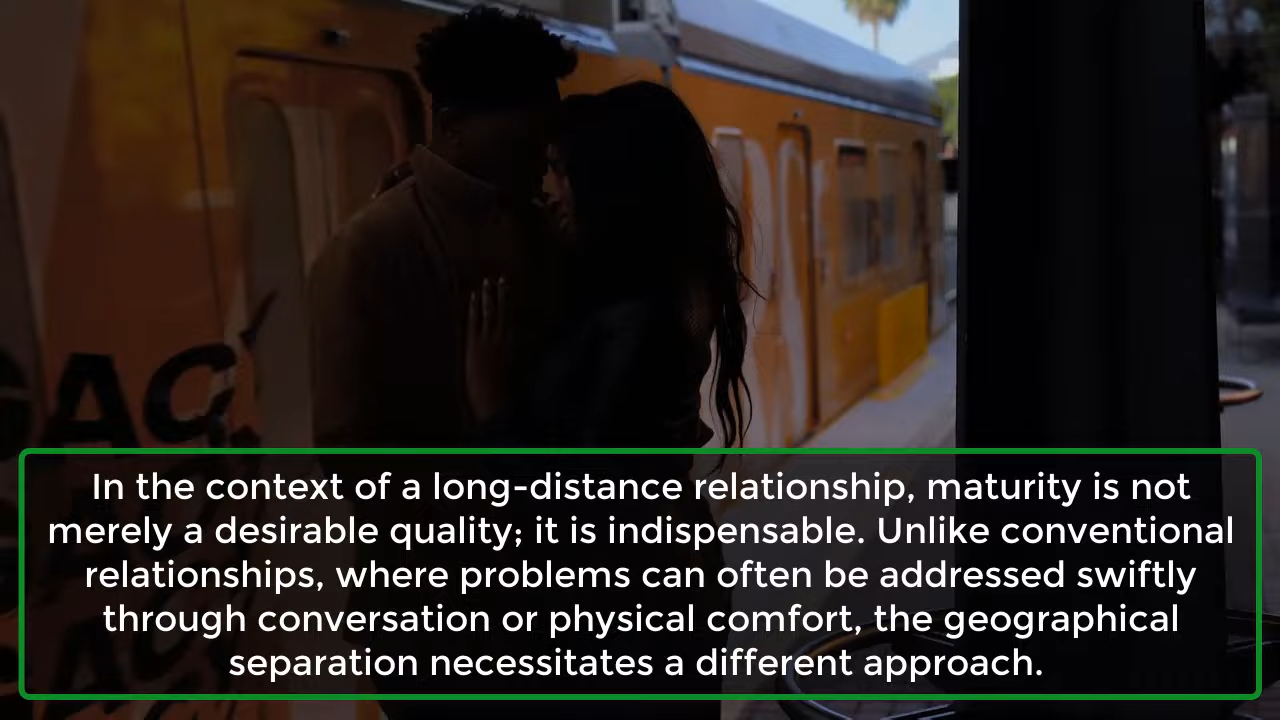 AC
In the context of a long-distance relationship, maturity is not
merely a desirable quality; it is indispensable. Unlike conventional
relationships, where problems can often be addressed swiftly
through conversation or physical comfort, the geographical
separation necessitates a different approach.